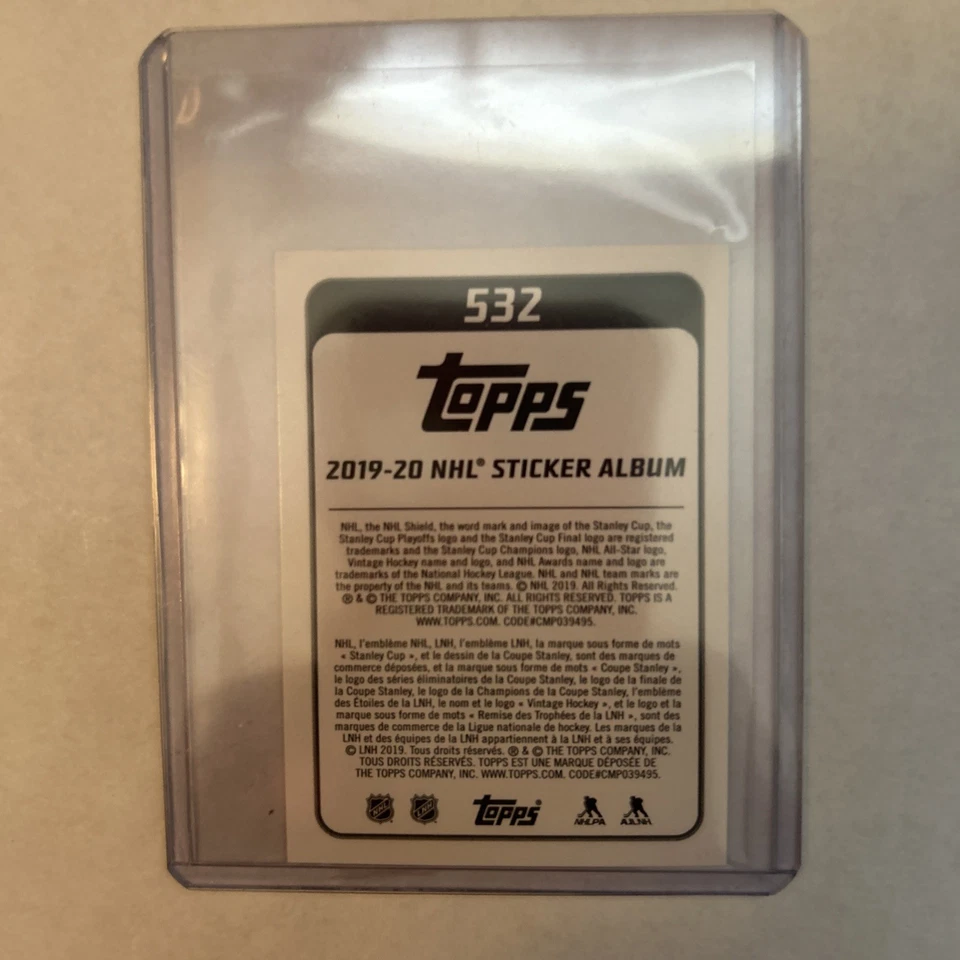 532
Topps
2019-20 NHL® STICKER ALBUM
NHL, the NHL Shield, the word mark and image of the Stanley Cup, the
Stanley Cup Playoffs logo and the Stanley Cup Final logo are registered
trademarks and the Stanley Cup Champions logo, NHL All-Star logo,
Vintage Hockey name and logo, and NHL Awards name and logo are
trademarks of the National Hockey League. NHL and NHL team marks are
the property of the NHL and its teams. © NHL 2019. All Rights Reserved.
® & © THE TOPPS COMPANY, INC. ALL RIGHTS RESERVED. TOPPS IS A
REGISTERED TRADEMARK OF THE TOPPS COMPANY, INC.
WWW.TOPPS.COM. CODE#CMP039495.
NHL, l'emblème NHL, LNH, l'emblème LNH, la marque sous forme de mots
« Stanley Cup », et le dessin de la Coupe Stanley, sont des marques de
commerce déposées, et la marque sous forme de mots « Coupe Stanley »,
le logo des séries éliminatoires de la Coupe Stanley, le logo de la finale de
la Coupe Stanley, le logo de la Champions de la Coupe Stanley, l'emblème
des Étoiles de la LNH, le nom et le logo « Vintage Hockey », et le logo et la
marque sous forme de mots « Remise des Trophées de la LNH », sont des
marques de commerce de la Ligue nationale de hockey. Les marques de la
LNH et des équipes de la LNH appartiennent à la LNH et à ses équipes.
© LNH 2019. Tous droits réservés. ® & © THE TOPPS COMPANY, INC.
TOUS DROITS RÉSERVÉS. TOPPS EST UNE MARQUE DÉPOSÉE DE
THE TOPPS COMPANY, INC. WWW.TOPPS.COM. CODE#CMP039495.
NHL LNH Topps® NHLPA AJLNH